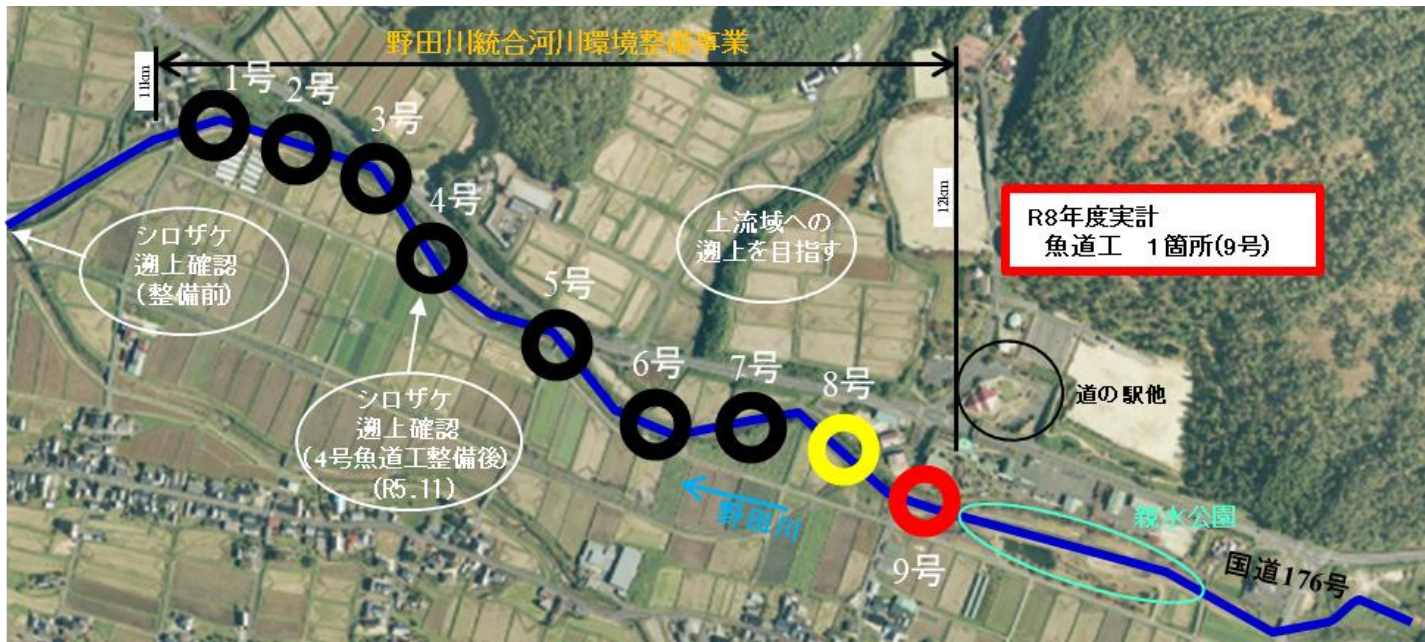 野田川統合河川環境整備事業
11km
12km
1号
2号
3号
4号
5号
6号
7号
8号
9号
シロザケ
遡上確認
(整備前)
シロザケ
遡上確認
(4号魚道工整備後)
(R5.11)
上流域への
遡上を目指す
R8年度実計
魚道工 1箇所(9号)
道の駅他
野田川
親水公園
国道176号